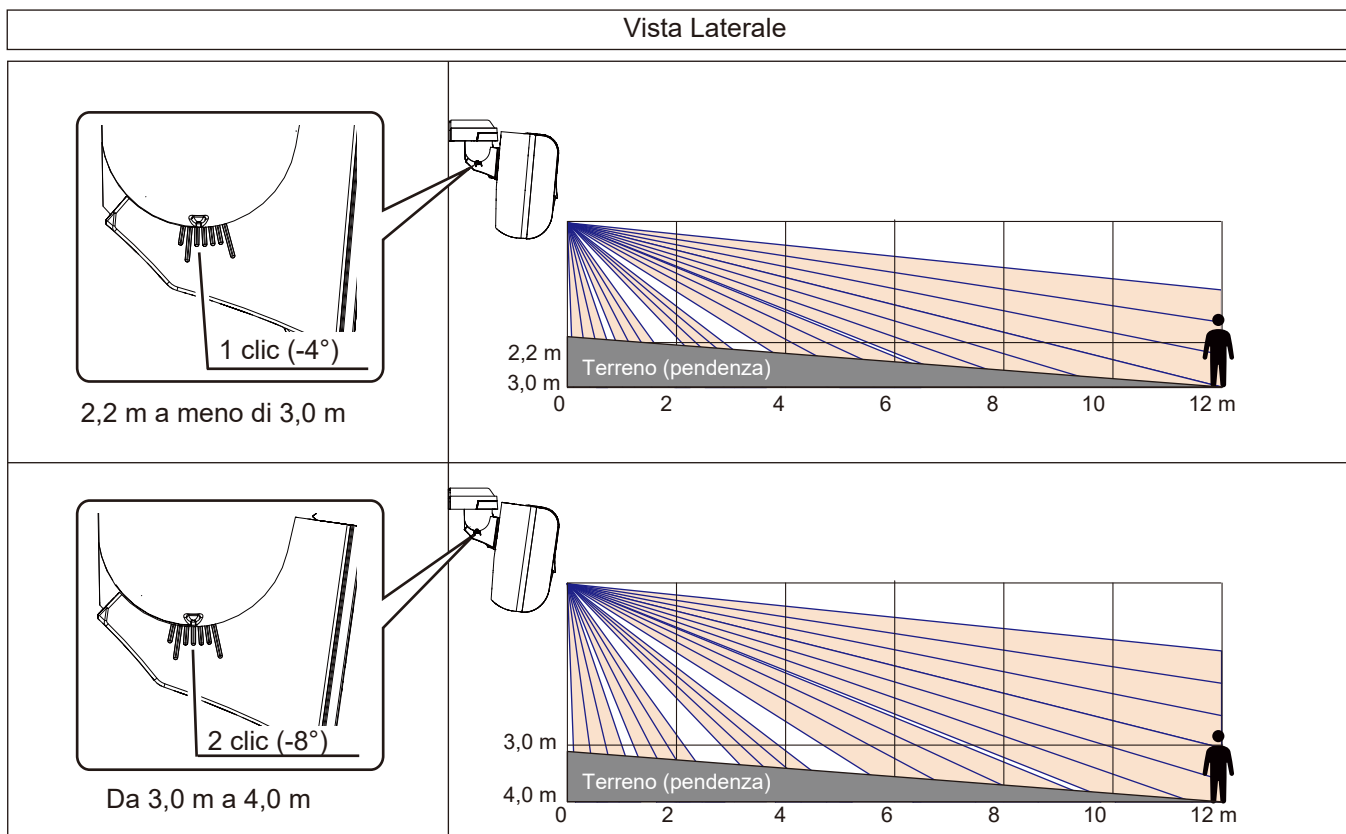 Vista Laterale
1 clic (-4°)
2,2 m a meno di 3,0 m
2,2 m
3,0 m
Terreno (pendenza)
0 2 4 6 8 10 12 m
2 clic (-8°)
Da 3,0 m a 4,0 m
3,0 m
4,0 m
Terreno (pendenza)
0 2 4 6 8 10 12 m